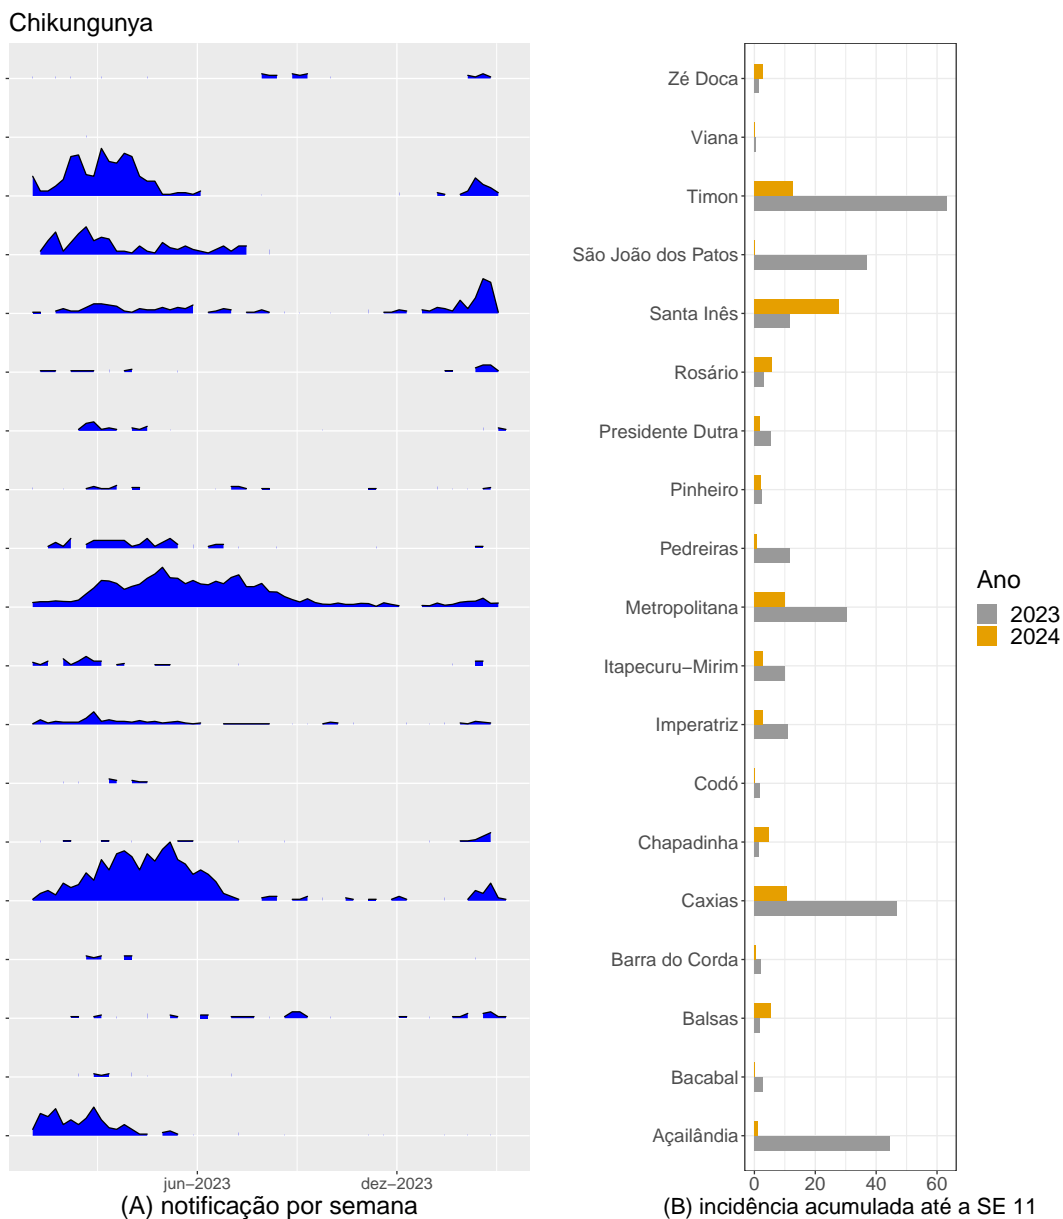 Chikungunya
Zé Doca
Viana
Timon
São João dos Patos
Santa Inês
Rosário
Presidente Dutra
Pinheiro
Pedreiras
Metropolitana
Itapecuru−Mirim
Imperatriz
Codó
Chapadinha
Caxias
Barra do Corda
Balsas
Bacabal
Açailândia
Ano
2023
2024
jun−2023 dez−2023
0 20 40 60
(A) notificação por semana
(B) incidência acumulada até a SE 11